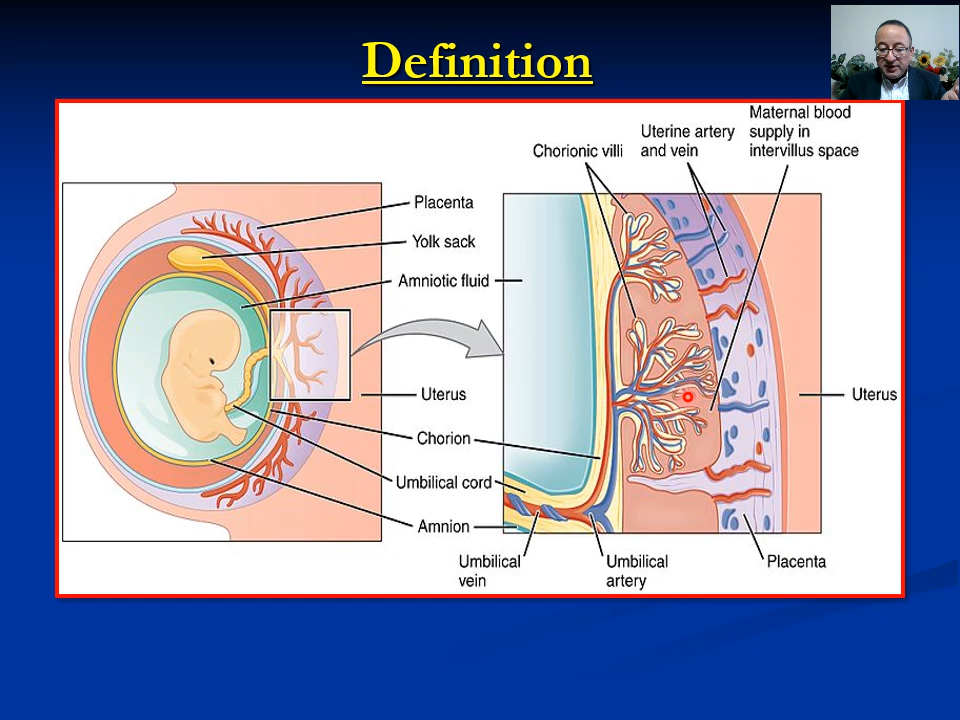 Definition
Maternal blood
supply in
intervillus space
Uterine artery
and vein
Chorionic villi
Placenta
Yolk sack
Amniotic fluid
Uterus
Uterus
Chorion
Umbilical cord
Amnion
Umbilical
vein
Umbilical
artery
Placenta